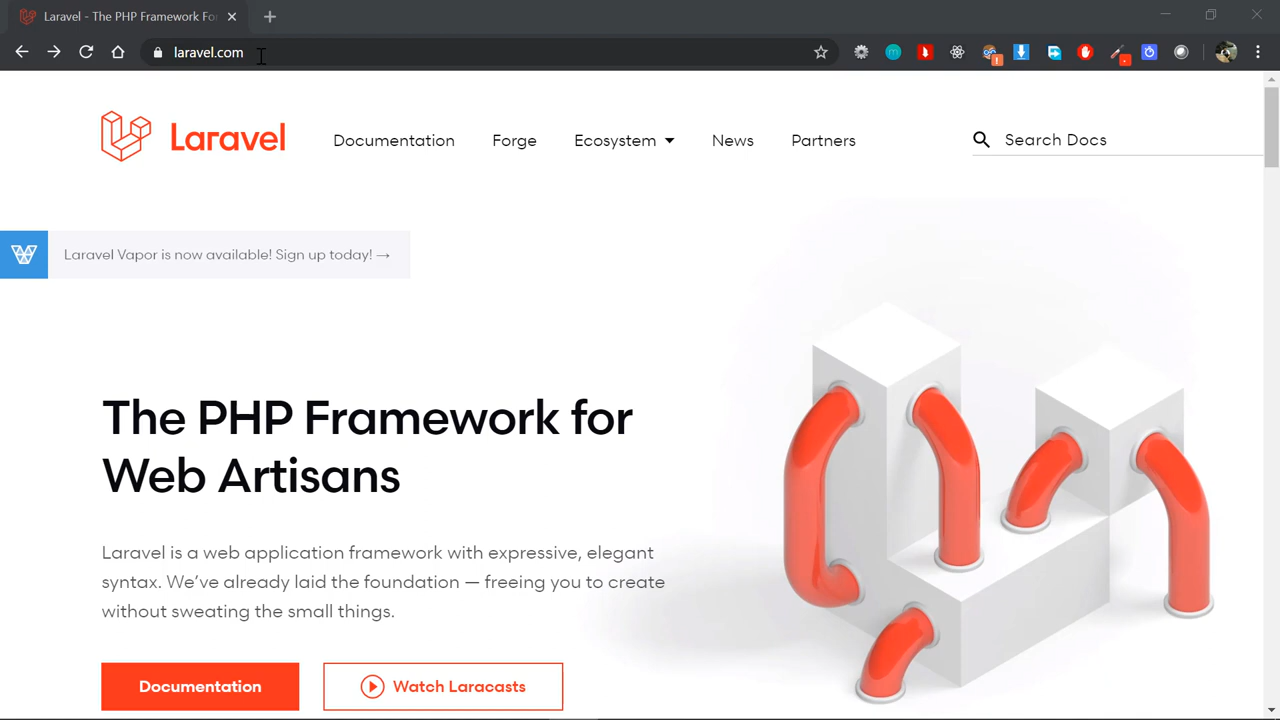 Laravel - The PHP Framework For
laravel.com
Laravel
Documentation
Forge
Ecosystem
News
Partners
Search Docs
Laravel Vapor is now available! Sign up today! →
The PHP Framework for
Web Artisans
Laravel is a web application framework with expressive, elegant
syntax. We've already laid the foundation — freeing you to create
without sweating the small things.
Documentation
Watch Laracasts